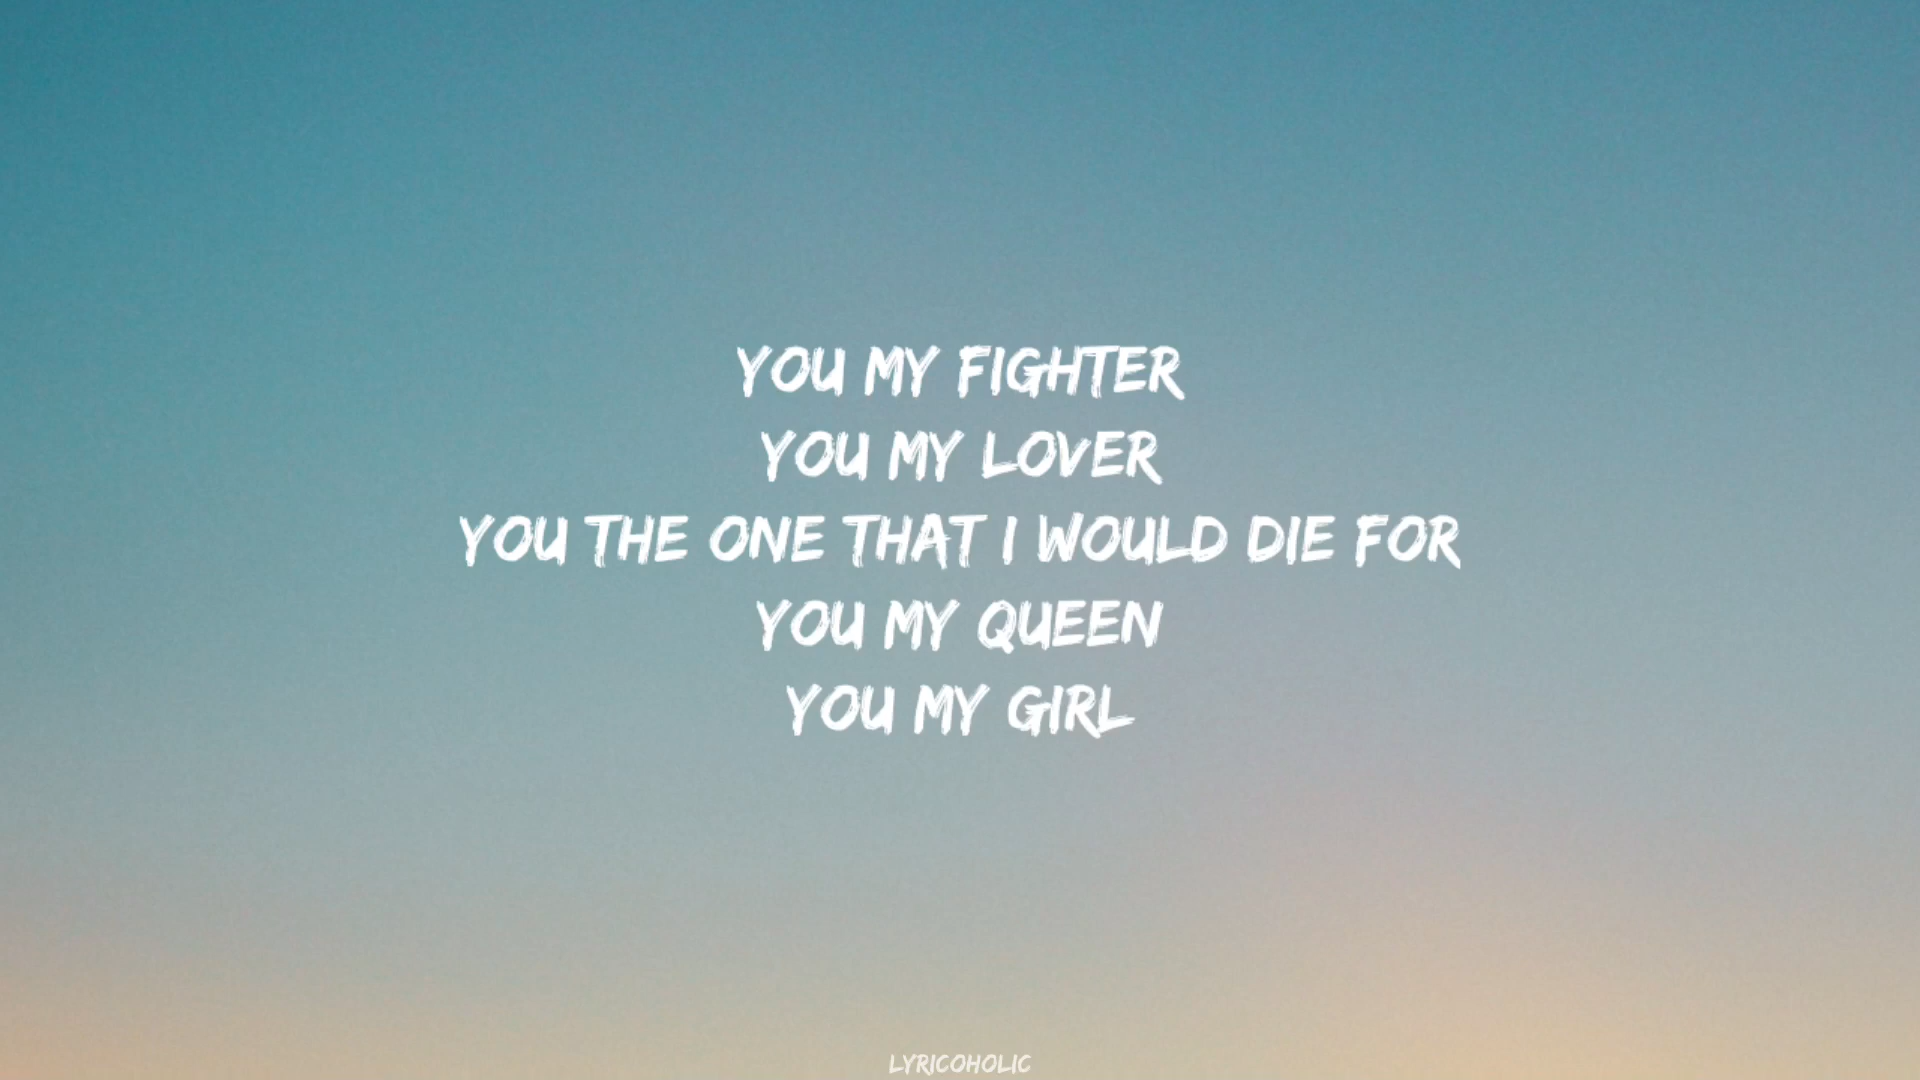 YOU MY FIGHTER
YOU MY LOVER
YOU THE ONE THAT I WOULD DIE FOR
YOU MY QUEEN
YOU MY GIRL
LYRICOHOLIC